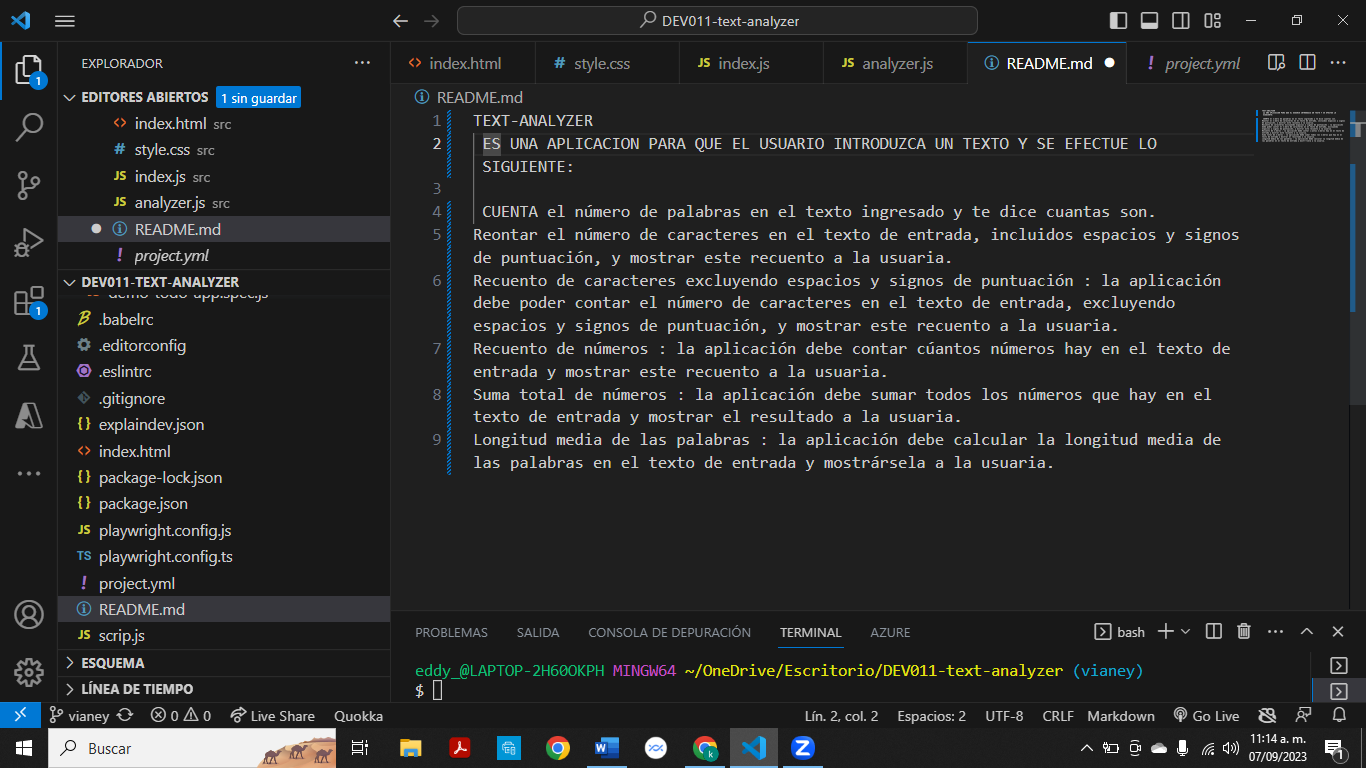 DEV011-text-analyzer
EXPLORADOR
EDITORES ABIERTOS 1 sin guardar
index.html src
style.css src
index.js src
analyzer.js src
README.md
project.yml
DEV011-TEXT-ANALYZER
demo-todo-app.spec.js
.babelrc
.editorconfig
.eslintrc
.gitignore
explaindev.json
index.html
package-lock.json
package.json
playwright.config.js
playwright.config.ts
project.yml
README.md
scrip.js
ESQUEMA
LÍNEA DE TIEMPO
index.html style.css index.js analyzer.js README.md project.yml
README.md
1 TEXT-ANALYZER
2 ES UNA APLICACION PARA QUE EL USUARIO INTRODUZCA UN TEXTO Y SE EFECTUE LO
SIGUIENTE:
3
4 CUENTA el número de palabras en el texto ingresado y te dice cuantas son.
5 Reontar el número de caracteres en el texto de entrada, incluidos espacios y signos
de puntuación, y mostrar este recuento a la usuaria.
6 Recuento de caracteres excluyendo espacios y signos de puntuación : la aplicación
debe poder contar el número de caracteres en el texto de entrada, excluyendo
espacios y signos de puntuación, y mostrar este recuento a la usuaria.
7 Recuento de números : la aplicación debe contar cúantos números hay en el texto de
entrada y mostrar este recuento a la usuaria.
8 Suma total de números : la aplicación debe sumar todos los números que hay en el
texto de entrada y mostrar el resultado a la usuaria.
9 Longitud media de las palabras : la aplicación debe calcular la longitud media de
las palabras en el texto de entrada y mostrársela a la usuaria.
PROBLEMAS SALIDA CONSOLA DE DEPURACIÓN TERMINAL AZURE bash
eddy_@LAPTOP-2H60OKPH MINGW64 ~/OneDrive/Escritorio/DEV011-text-analyzer (vianey)
$
vianey 0 0 Live Share Quokka Lín. 2, col. 2 Espacios: 2 UTF-8 CRLF Markdown Go Live
Buscar
11:14 a. m.
07/09/2023